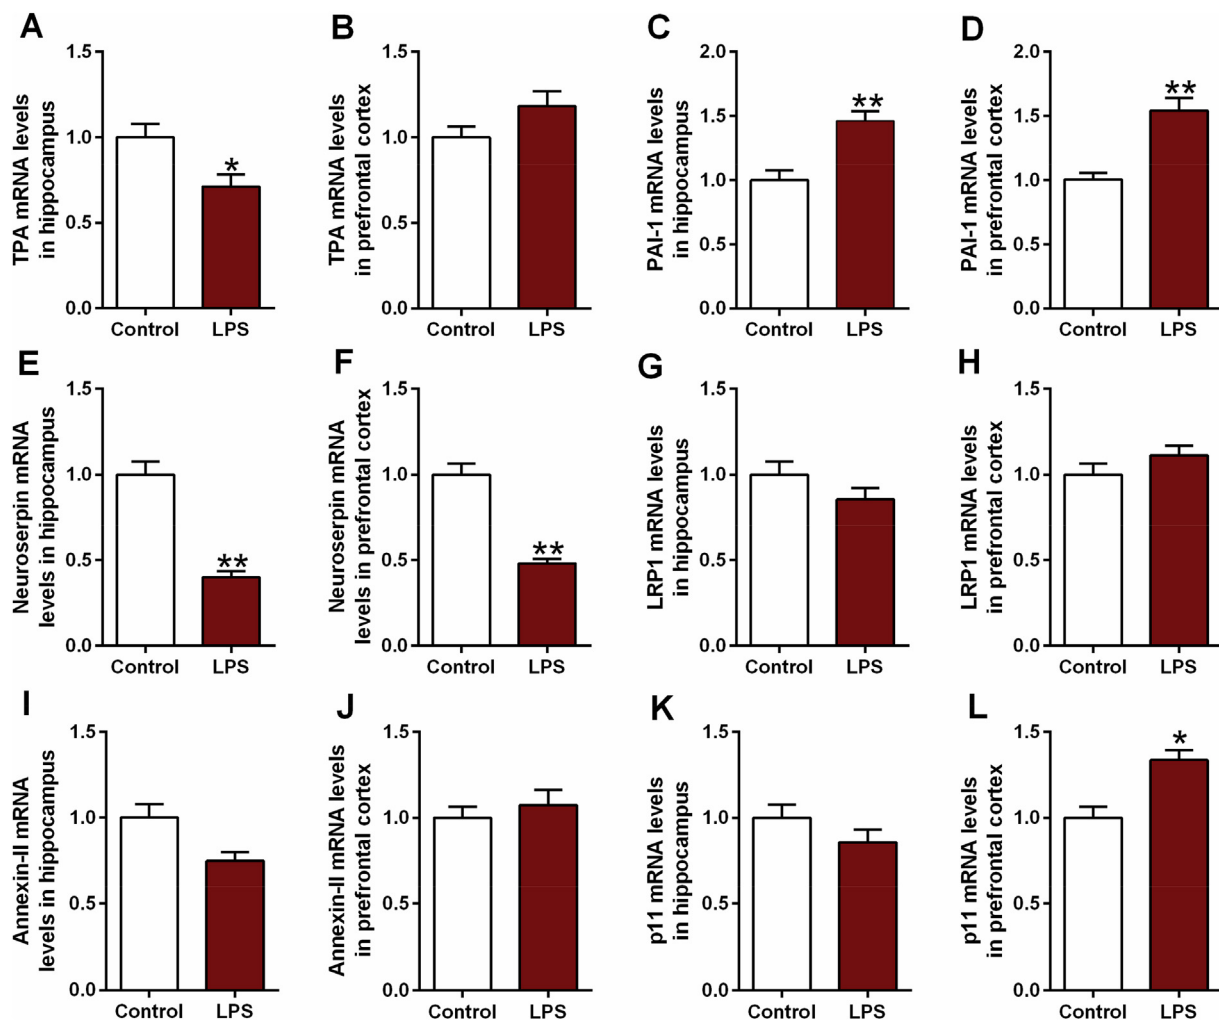 A
TPA mRNA levels
in hippocampus
1.5
1.0
0.5
0.0
*
Control
LPS
B
TPA mRNA levels
in prefrontal cortex
1.5
1.0
0.5
0.0
Control
LPS
C
PAI-1 mRNA levels
in hippocampus
2.0
1.5
1.0
0.5
0.0
**
Control
LPS
D
PAI-1 mRNA levels
in prefrontal cortex
2.0
1.5
1.0
0.5
0.0
**
Control
LPS
E
Neuroserpin mRNA
levels in hippocampus
1.5
1.0
0.5
0.0
**
Control
LPS
F
Neuroserpin mRNA
levels in prefrontal cortex
1.5
1.0
0.5
0.0
**
Control
LPS
G
LRP1 mRNA levels
in hippocampus
1.5
1.0
0.5
0.0
Control
LPS
H
LRP1 mRNA levels
in prefrontal cortex
1.5
1.0
0.5
0.0
Control
LPS
I
Annexin-II mRNA
levels in hippocampus
1.5
1.0
0.5
0.0
Control
LPS
J
Annexin-II mRNA levels
in prefrontal cortex
1.5
1.0
0.5
0.0
Control
LPS
K
p11 mRNA levels
in hippocampus
1.5
1.0
0.5
0.0
Control
LPS
L
p11 mRNA levels
in prefrontal cortex
1.5
1.0
0.5
0.0
*
Control
LPS